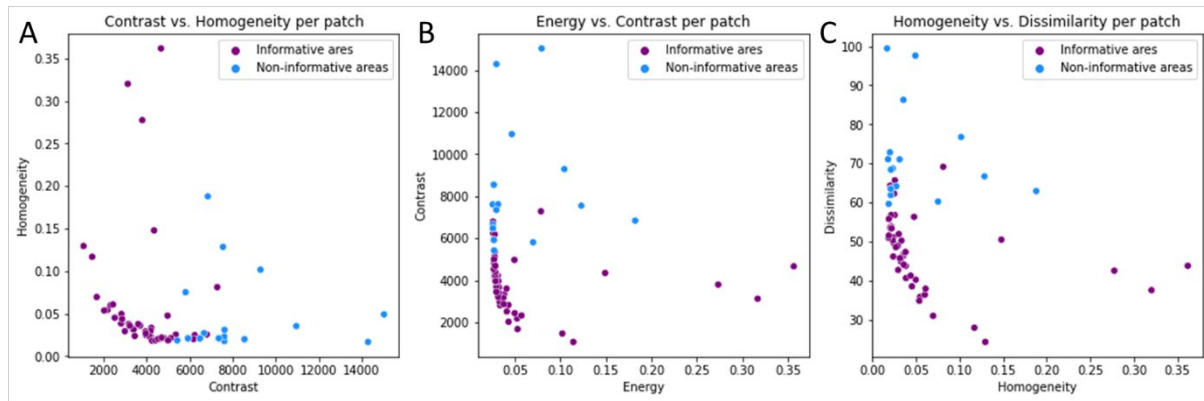 A
Contrast vs. Homogeneity per patch
Informative ares
Non-informative areas
Homogeneity
0.35
0.30
0.25
0.20
0.15
0.10
0.05
0.00
2000 4000 6000 8000 10000 12000 14000
Contrast
B
Energy vs. Contrast per patch
Informative ares
Non-informative areas
Contrast
14000
12000
10000
8000
6000
4000
2000
0.05 0.10 0.15 0.20 0.25 0.30 0.35
Energy
C
Homogeneity vs. Dissimilarity per patch
Informative ares
Non-informative areas
Dissimilarity
100
90
80
70
60
50
40
30
0.00 0.05 0.10 0.15 0.20 0.25 0.30 0.35
Homogeneity